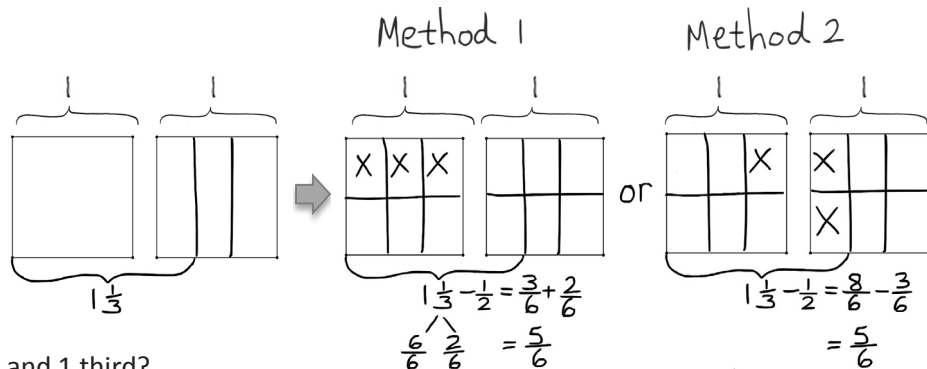 Method 1
Method 2
1 1 1 1 1 1
X X X X X
or
X
1 1/3
1 1/3 - 1/2 = 3/6 + 2/6
6/6 2/6 = 5/6
1 1/3 - 1/2 = 8/6 - 3/6
= 5/6
and 1 third?